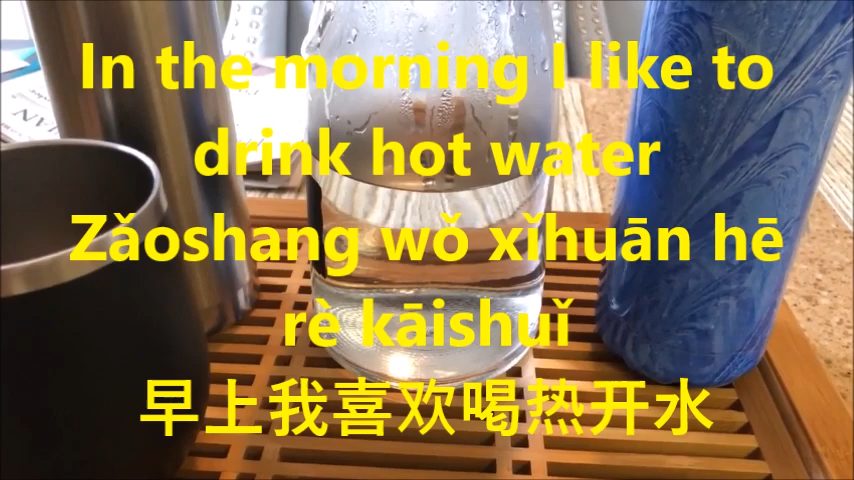 In the morning I like to
drink hot water
Zǎoshang wǒ xǐhuān hē
rè kāishuǐ
早上我喜欢喝热开水